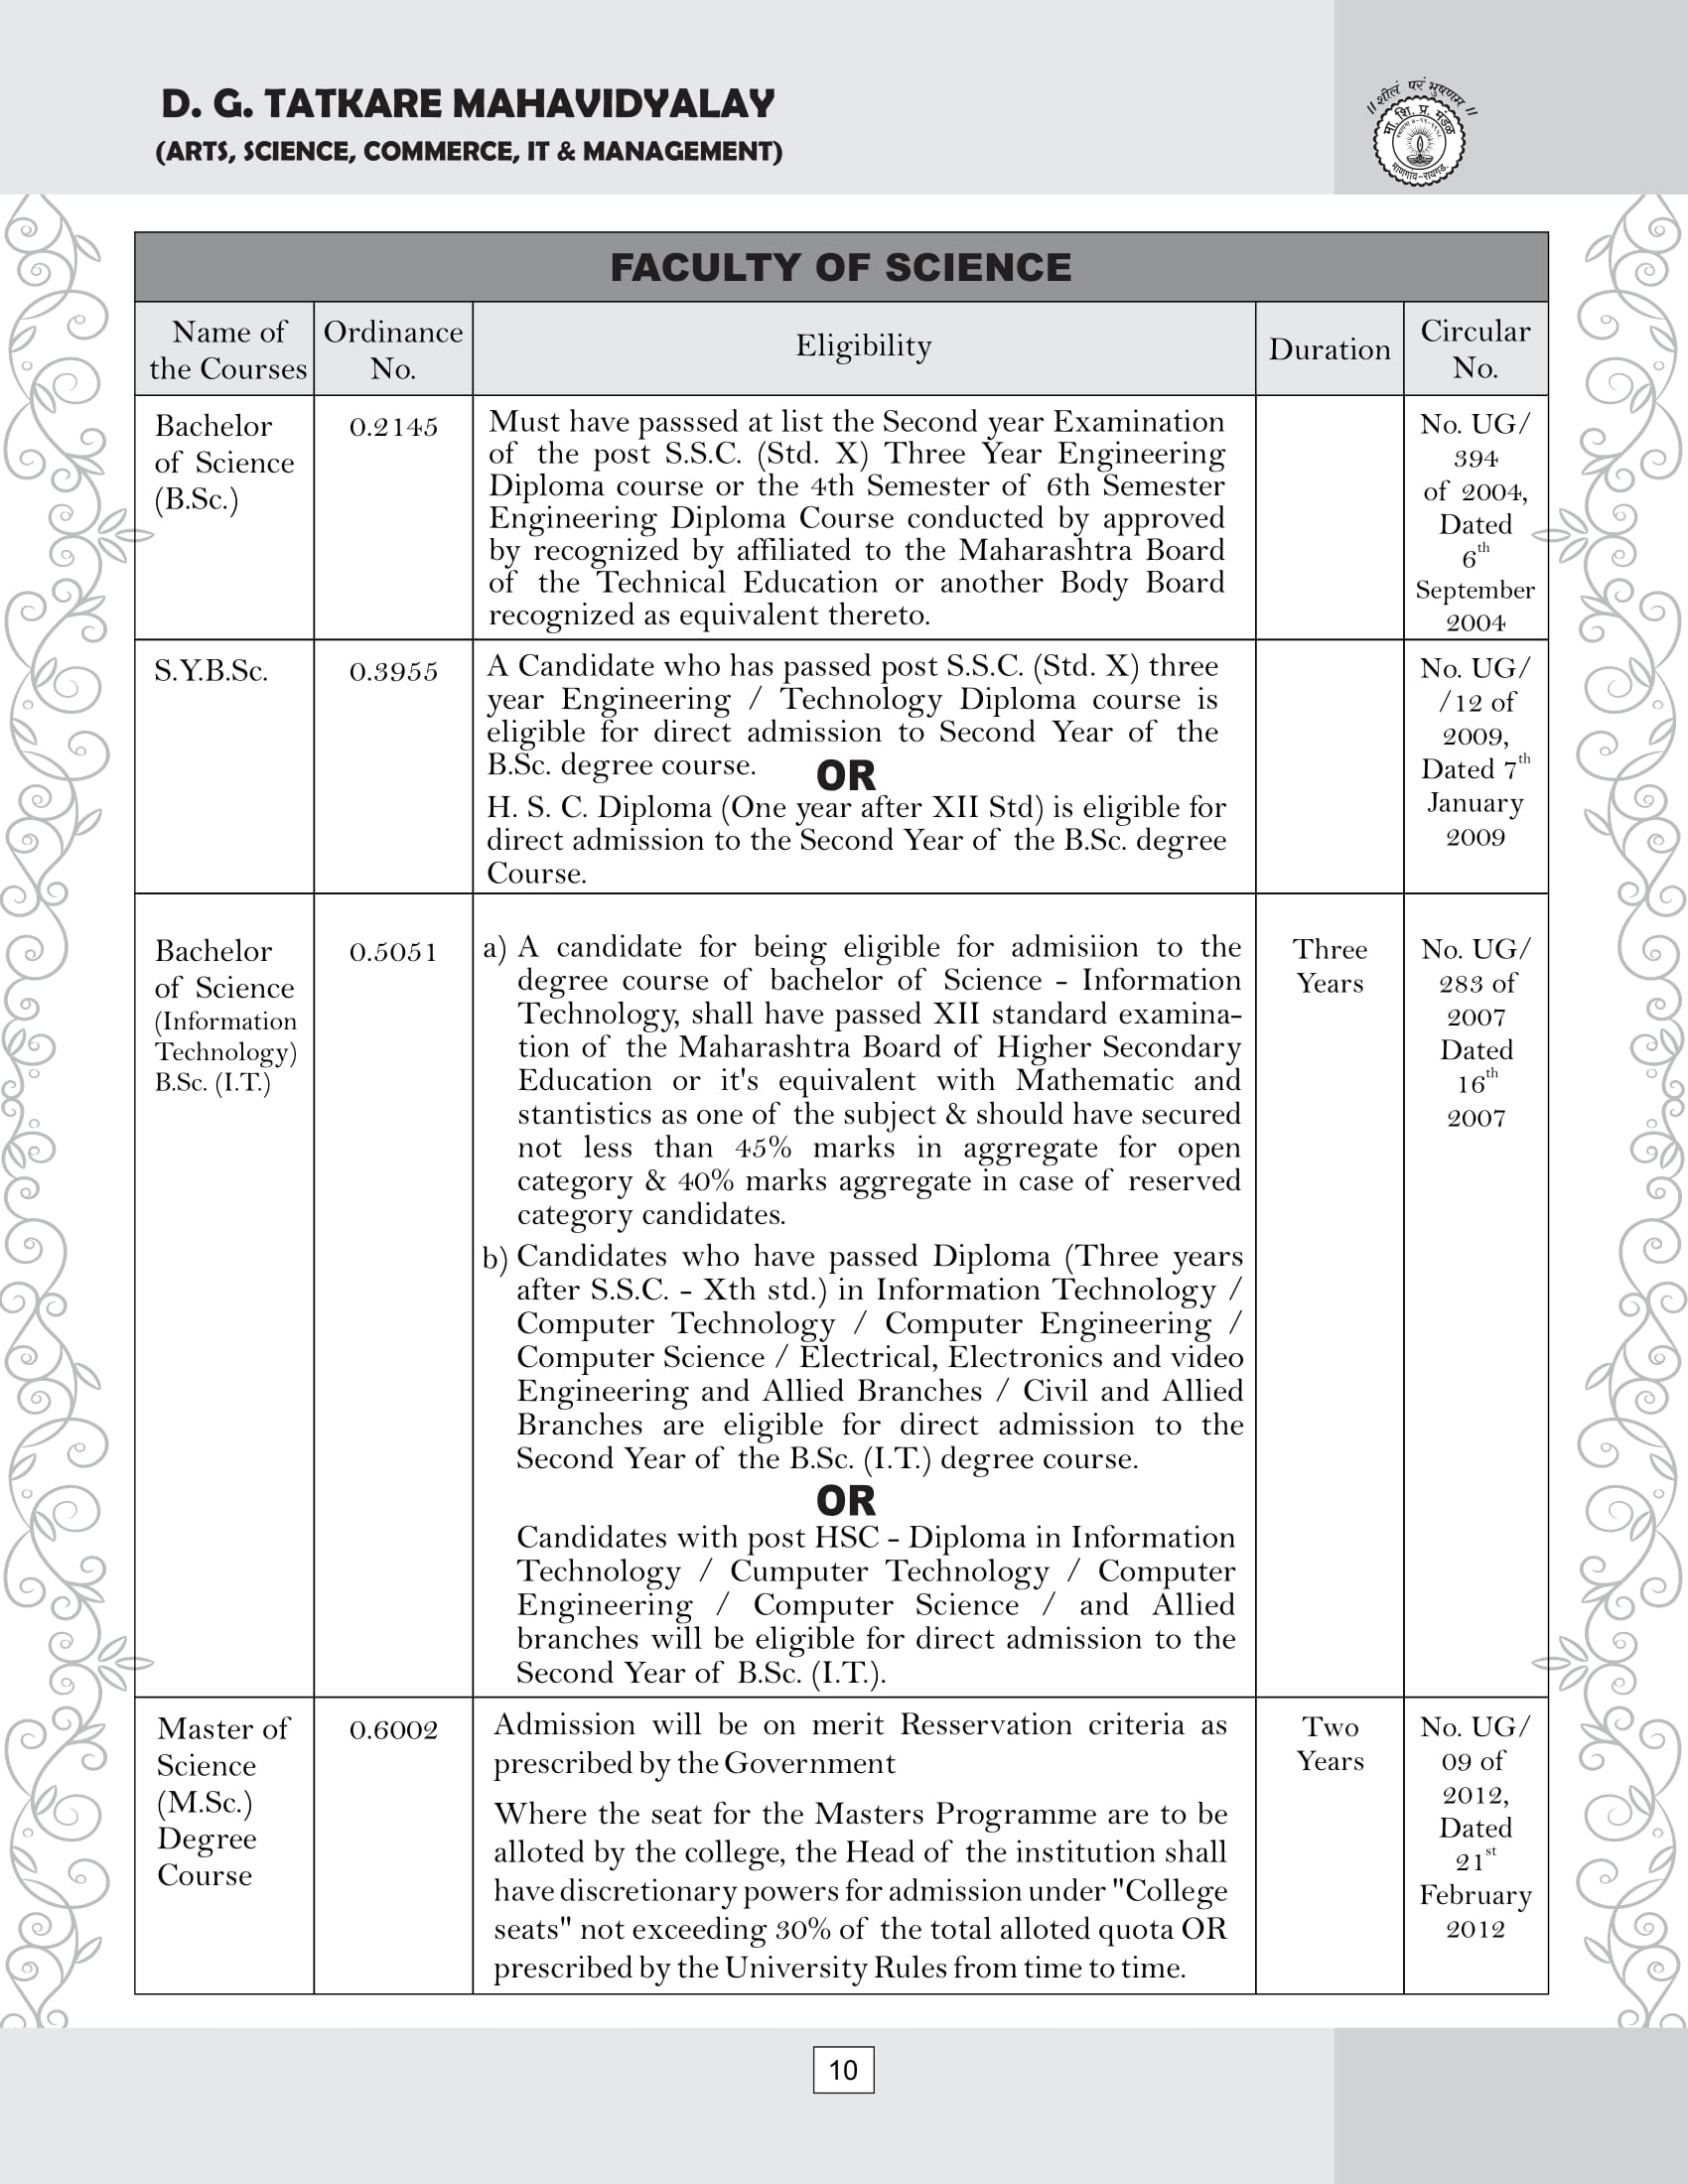 D. G. TATKARE MAHAVIDYALAY
(ARTS, SCIENCE, COMMERCE, IT & MANAGEMENT)
॥ शीलं परं भुषणम ॥
मा. शि. प्र. मंडळ
माणगांव-रायगड.
FACULTY OF SCIENCE
Name of
the Courses
Ordinance
No.
Eligibility
Duration
Circular
No.
Bachelor
of Science
(B.Sc.)
0.2145
Must have passsed at list the Second year Examination
of the post S.S.C. (Std. X) Three Year Engineering
Diploma course or the 4th Semester of 6th Semester
Engineering Diploma Course conducted by approved
by recognized by affiliated to the Maharashtra Board
of the Technical Education or another Body Board
recognized as equivalent thereto.
No. UG/
394
of 2004,
Dated
6th
September
2004
S.Y.B.Sc.
0.3955
A Candidate who has passed post S.S.C. (Std. X) three
year Engineering / Technology Diploma course is
eligible for direct admission to Second Year of the
B.Sc. degree course.
OR
H. S. C. Diploma (One year after XII Std) is eligible for
direct admission to the Second Year of the B.Sc. degree
Course.
No. UG/
/12 of
2009,
Dated 7th
January
2009
Bachelor
of Science
(Information
Technology)
B.Sc. (I.T.)
0.5051
a) A candidate for being eligible for admisiion to the
degree course of bachelor of Science - Information
Technology, shall have passed XII standard examina-
tion of the Maharashtra Board of Higher Secondary
Education or it's equivalent with Mathematic and
stantistics as one of the subject & should have secured
not less than 45% marks in aggregate for open
category & 40% marks aggregate in case of reserved
category candidates.
b) Candidates who have passed Diploma (Three years
after S.S.C. - Xth std.) in Information Technology /
Computer Technology / Computer Engineering /
Computer Science / Electrical, Electronics and video
Engineering and Allied Branches / Civil and Allied
Branches are eligible for direct admission to the
Second Year of the B.Sc. (I.T.) degree course.
OR
Candidates with post HSC - Diploma in Information
Technology / Cumputer Technology / Computer
Engineering / Computer Science / and Allied
branches will be eligible for direct admission to the
Second Year of B.Sc. (I.T.).
Three
Years
No. UG/
283 of
2007
Dated
16th
2007
Master of
Science
(M.Sc.)
Degree
Course
0.6002
Admission will be on merit Resservation criteria as
prescribed by the Government
Where the seat for the Masters Programme are to be
alloted by the college, the Head of the institution shall
have discretionary powers for admission under "College
seats" not exceeding 30% of the total alloted quota OR
prescribed by the University Rules from time to time.
Two
Years
No. UG/
09 of
2012,
Dated
21st
February
2012
10